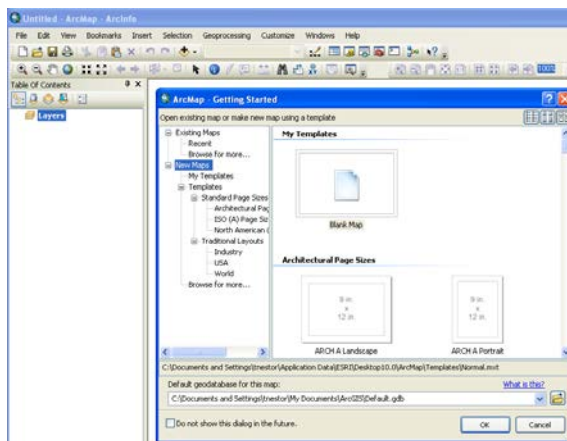 Untitled - ArcMap - ArcInfo
File Edit View Bookmarks Insert Selection Geoprocessing Customize Windows Help
100%
Table Of Contents
Layers
ArcMap - Getting Started
Open existing map or make new map using a template
Existing Maps
Recent
Browse for more...
New Maps
My Templates
Templates
Standard Page Sizes
Architectural Pag
ISO (A) Page Siz
North American (
Traditional Layouts
Industry
USA
World
Browse for more...
My Templates
Blank Map
Architectural Page Sizes
9 in.
x
12 in.
ARCH A Landscape
9 in.
x
12 in.
ARCH A Portrait
C:\Documents and Settings\tnestor\Application Data\ESRI\Desktop10.0\ArcMap\Templates\Normal.mxt
Default geodatabase for this map:
What is this?
C:\Documents and Settings\tnestor\My Documents\ArcGIS\Default.gdb
Do not show this dialog in the future.
OK
Cancel